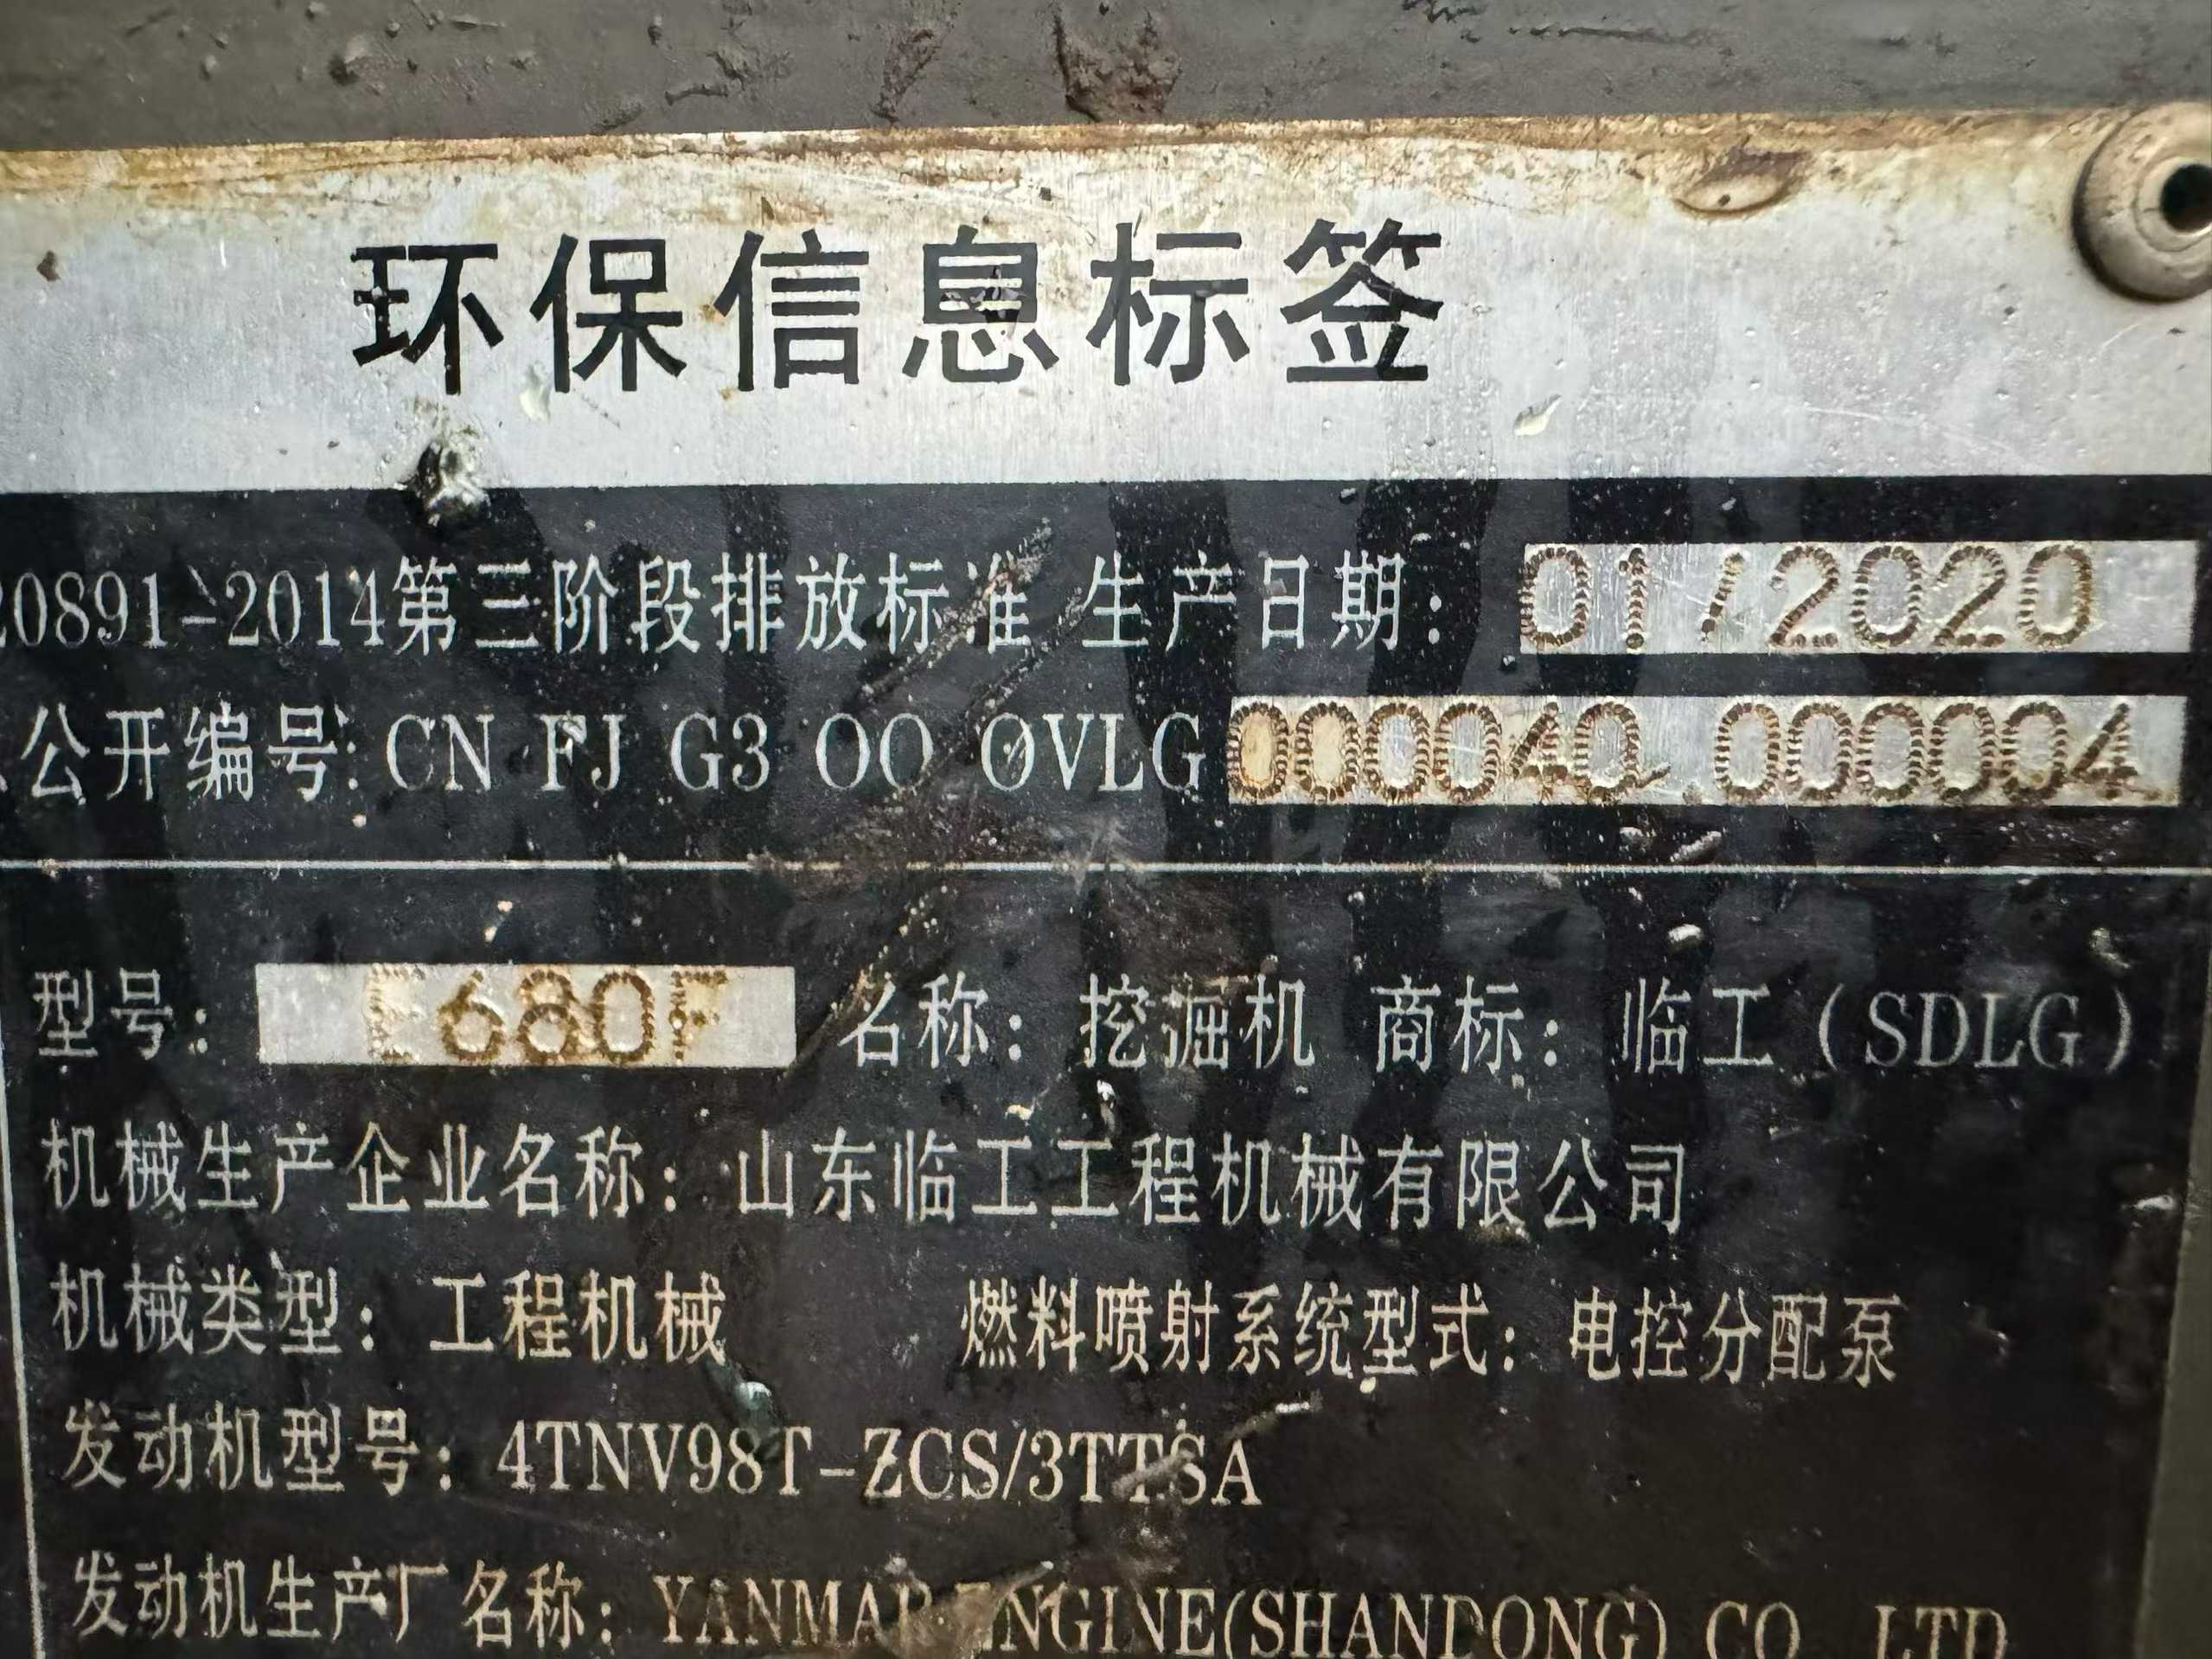 环保信息标签
20891-2014第三阶段排放标准 生产日期: 01/2020
公开编号: CN FJ G3 00 0VLG000040 000004
型号: E680F 名称: 挖掘机 商标: 临工(SDLG)
机械生产企业名称: 山东临工工程机械有限公司
机械类型: 工程机械 燃料喷射系统型式: 电控分配泵
发动机型号: 4TNV98T-ZCS/3TTSA
发动机生产厂名称: YANMAR ENGINE(SHANDONG) CO LTD